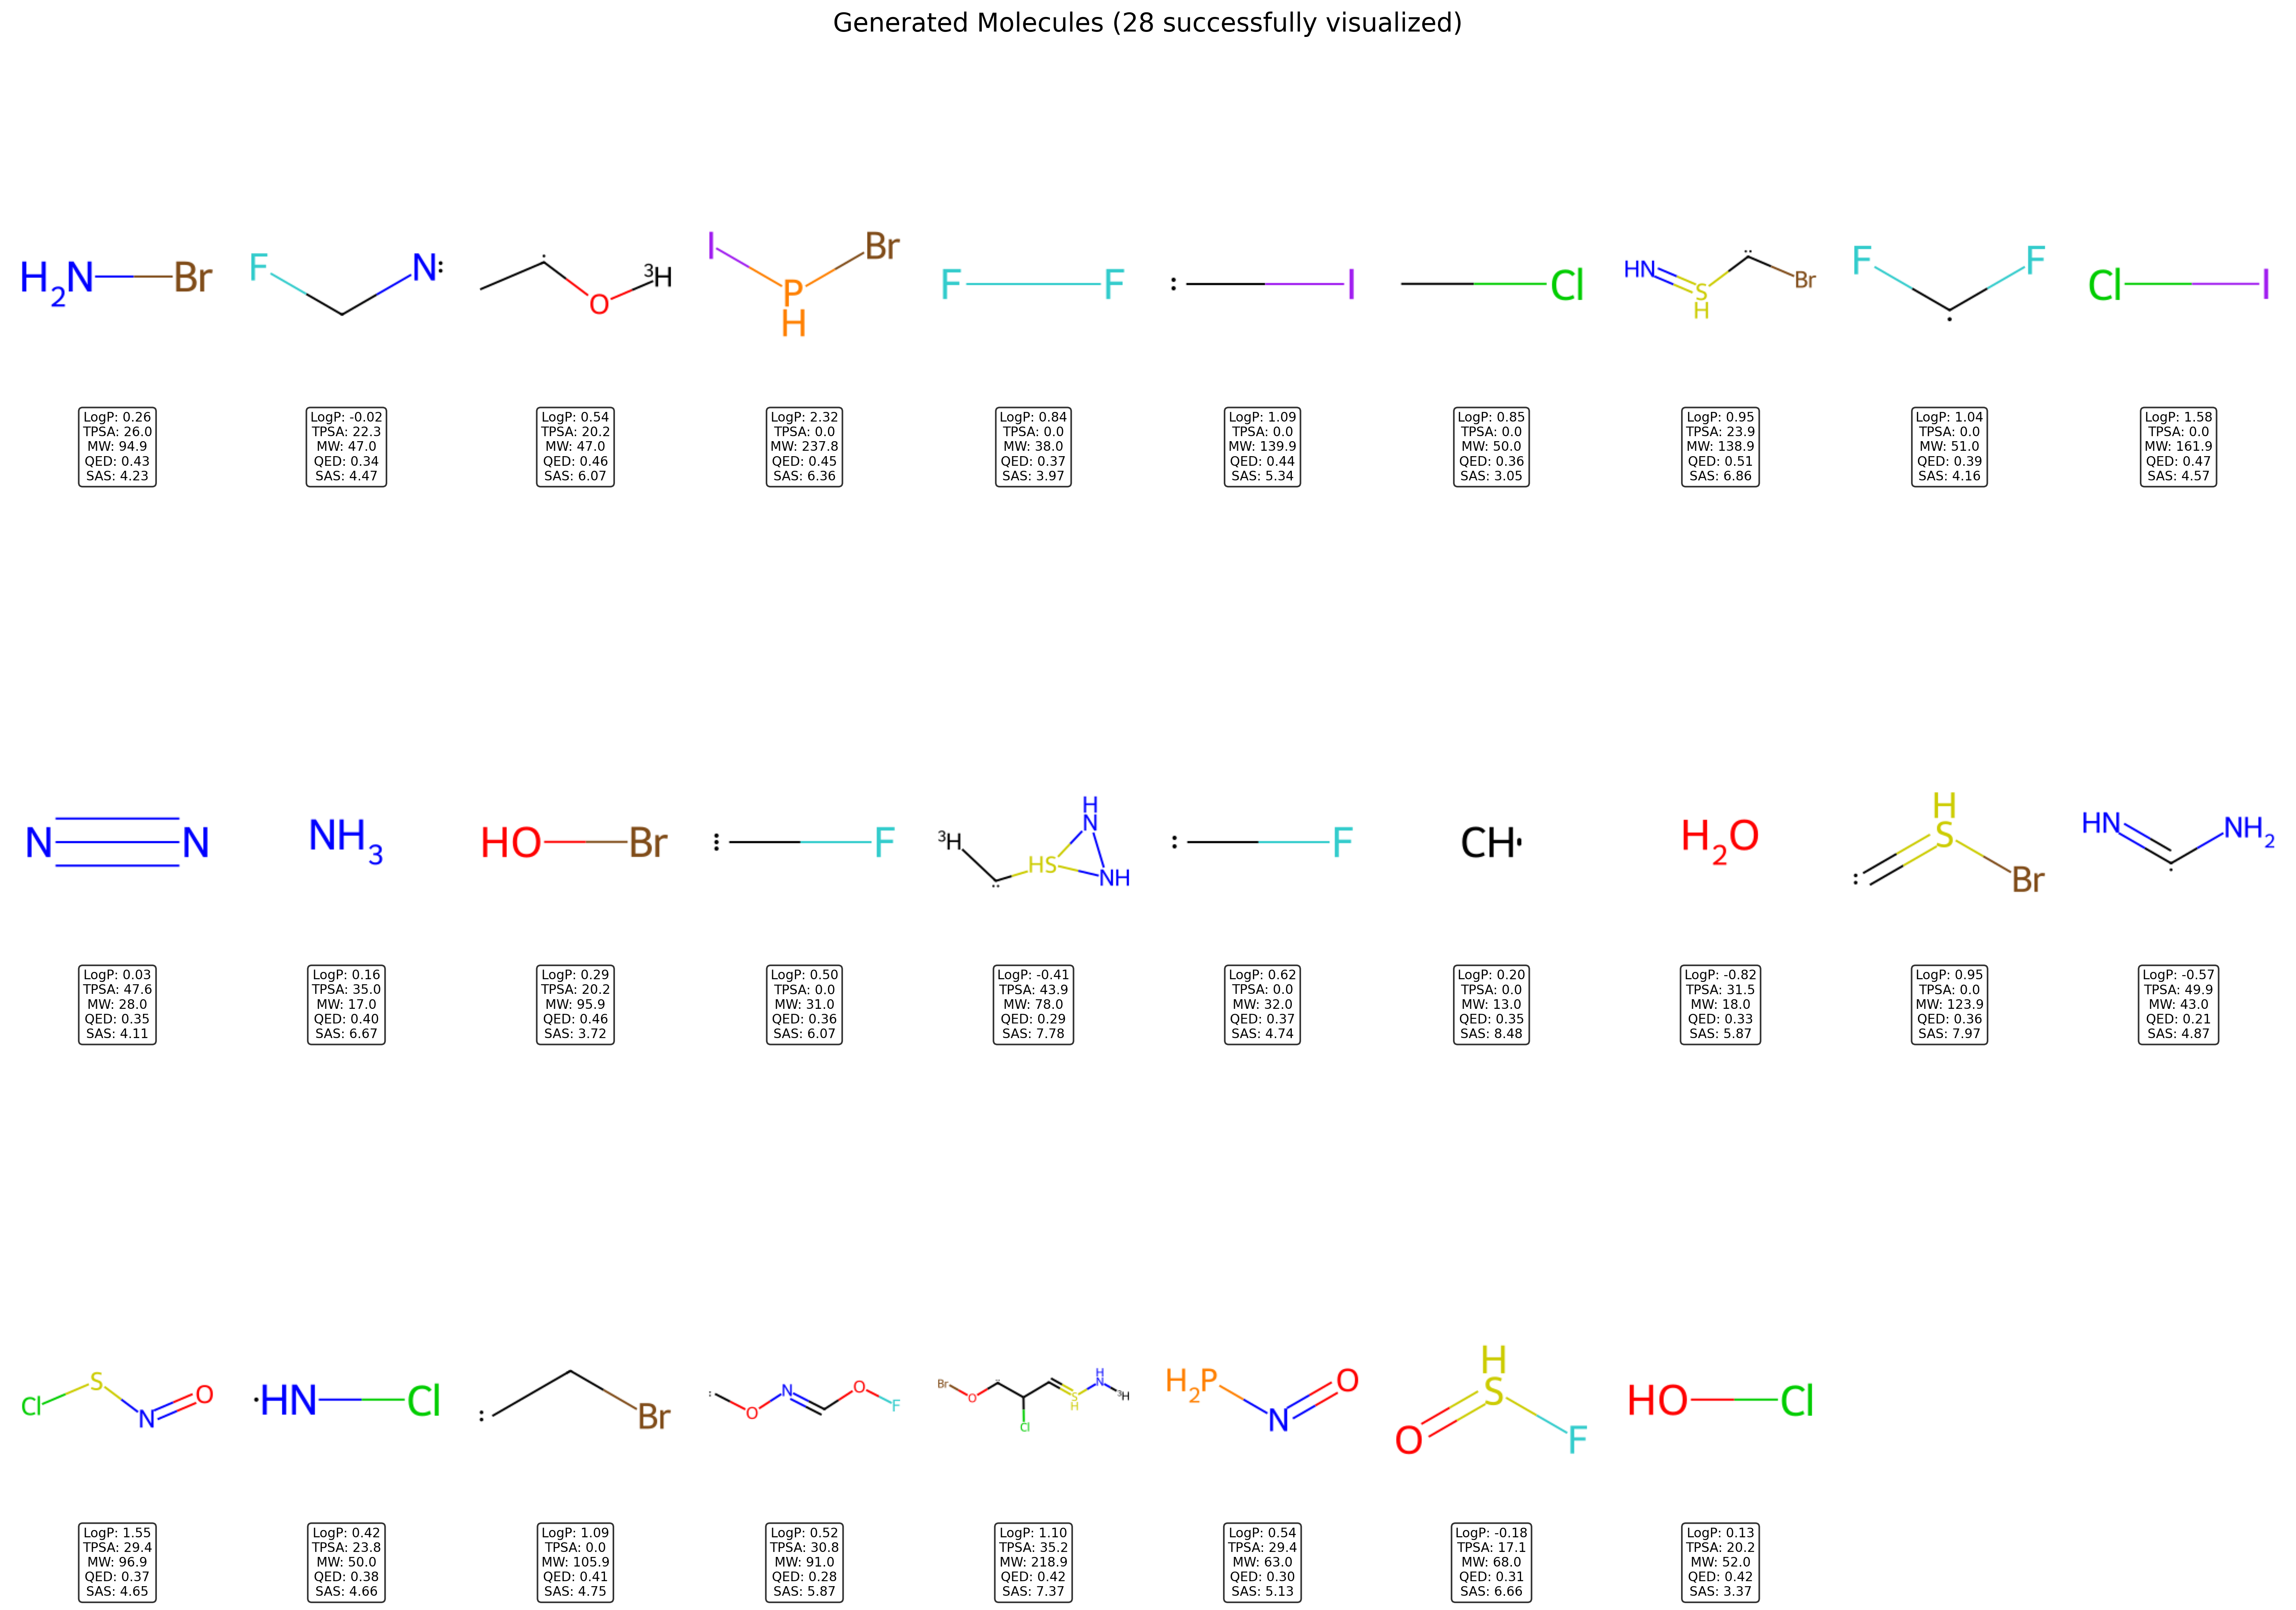 Generated Molecules (28 successfully visualized)
H2N Br
F N:
3H
O
I Br
P
H
F F
: I
Cl
HN S H Br
F F
Cl I
LogP: 0.26
TPSA: 26.0
MW: 94.9
QED: 0.43
SAS: 4.23
LogP: -0.02
TPSA: 22.3
MW: 47.0
QED: 0.34
SAS: 4.47
LogP: 0.54
TPSA: 20.2
MW: 47.0
QED: 0.46
SAS: 6.07
LogP: 2.32
TPSA: 0.0
MW: 237.8
QED: 0.45
SAS: 6.36
LogP: 0.84
TPSA: 0.0
MW: 38.0
QED: 0.37
SAS: 3.97
LogP: 1.09
TPSA: 0.0
MW: 139.9
QED: 0.44
SAS: 5.34
LogP: 0.85
TPSA: 0.0
MW: 50.0
QED: 0.36
SAS: 3.05
LogP: 0.95
TPSA: 23.9
MW: 138.9
QED: 0.51
SAS: 6.86
LogP: 1.04
TPSA: 0.0
MW: 51.0
QED: 0.39
SAS: 4.16
LogP: 1.58
TPSA: 0.0
MW: 161.9
QED: 0.47
SAS: 4.57
N N
NH3
HO Br
F
3H HS H N NH
: F
CH·
H2O
H S Br
HN NH2
LogP: 0.03
TPSA: 47.6
MW: 28.0
QED: 0.35
SAS: 4.11
LogP: 0.16
TPSA: 35.0
MW: 17.0
QED: 0.40
SAS: 6.67
LogP: 0.29
TPSA: 20.2
MW: 95.9
QED: 0.46
SAS: 3.72
LogP: 0.50
TPSA: 0.0
MW: 31.0
QED: 0.36
SAS: 6.07
LogP: -0.41
TPSA: 43.9
MW: 78.0
QED: 0.29
SAS: 7.78
LogP: 0.62
TPSA: 0.0
MW: 32.0
QED: 0.37
SAS: 4.74
LogP: 0.20
TPSA: 0.0
MW: 13.0
QED: 0.35
SAS: 8.48
LogP: -0.82
TPSA: 31.5
MW: 18.0
QED: 0.33
SAS: 5.87
LogP: 0.95
TPSA: 0.0
MW: 123.9
QED: 0.36
SAS: 7.97
LogP: -0.57
TPSA: 49.9
MW: 43.0
QED: 0.21
SAS: 4.87
Cl S N O
·HN Cl
: Br
: O N O F
Br O Cl S H H N 3H
H2P N O
H S O F
HO Cl
LogP: 1.55
TPSA: 29.4
MW: 96.9
QED: 0.37
SAS: 4.65
LogP: 0.42
TPSA: 23.8
MW: 50.0
QED: 0.38
SAS: 4.66
LogP: 1.09
TPSA: 0.0
MW: 105.9
QED: 0.41
SAS: 4.75
LogP: 0.52
TPSA: 30.8
MW: 91.0
QED: 0.28
SAS: 5.87
LogP: 1.10
TPSA: 35.2
MW: 218.9
QED: 0.42
SAS: 7.37
LogP: 0.54
TPSA: 29.4
MW: 63.0
QED: 0.30
SAS: 5.13
LogP: -0.18
TPSA: 17.1
MW: 68.0
QED: 0.31
SAS: 6.66
LogP: 0.13
TPSA: 20.2
MW: 52.0
QED: 0.42
SAS: 3.37